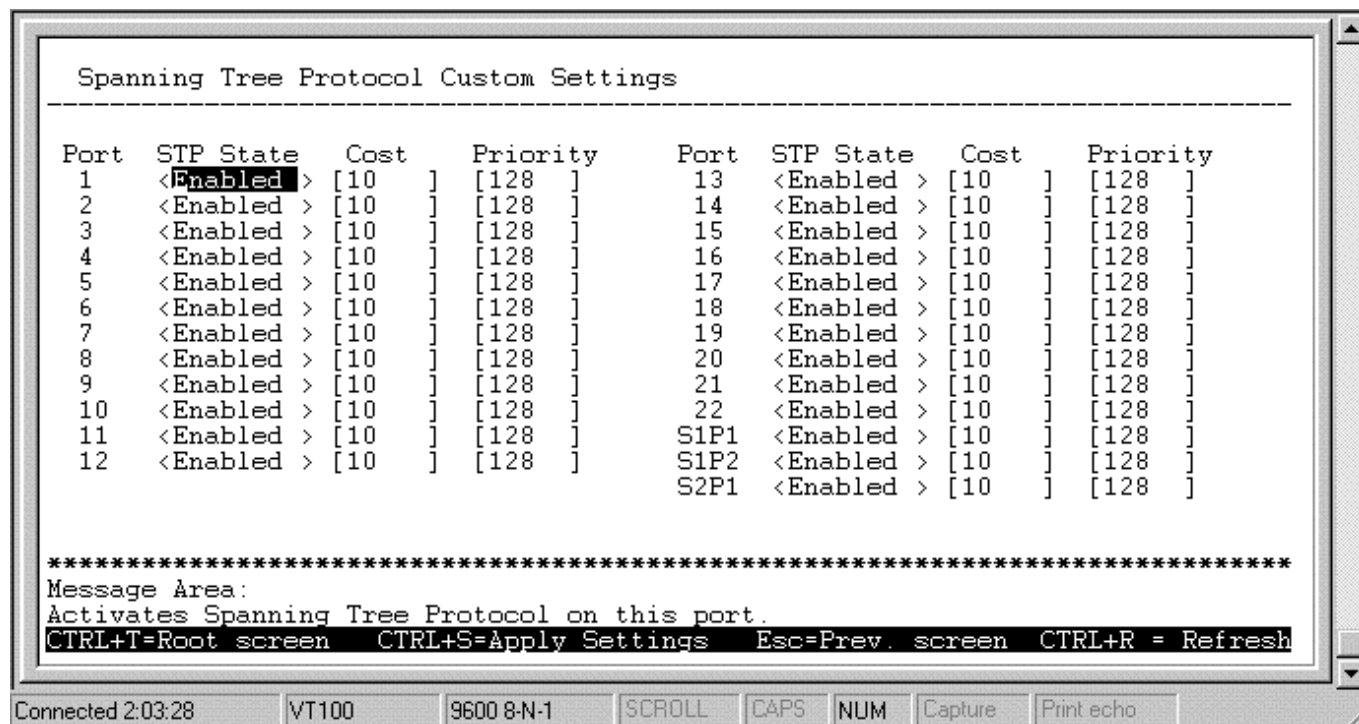 Spanning Tree Protocol Custom Settings
--------------------------------------------------------------------------------
Port STP State Cost Priority Port STP State Cost Priority
1 <Enabled > [10 ] [128 ] 13 <Enabled > [10 ] [128 ]
2 <Enabled > [10 ] [128 ] 14 <Enabled > [10 ] [128 ]
3 <Enabled > [10 ] [128 ] 15 <Enabled > [10 ] [128 ]
4 <Enabled > [10 ] [128 ] 16 <Enabled > [10 ] [128 ]
5 <Enabled > [10 ] [128 ] 17 <Enabled > [10 ] [128 ]
6 <Enabled > [10 ] [128 ] 18 <Enabled > [10 ] [128 ]
7 <Enabled > [10 ] [128 ] 19 <Enabled > [10 ] [128 ]
8 <Enabled > [10 ] [128 ] 20 <Enabled > [10 ] [128 ]
9 <Enabled > [10 ] [128 ] 21 <Enabled > [10 ] [128 ]
10 <Enabled > [10 ] [128 ] 22 <Enabled > [10 ] [128 ]
11 <Enabled > [10 ] [128 ] S1P1 <Enabled > [10 ] [128 ]
12 <Enabled > [10 ] [128 ] S1P2 <Enabled > [10 ] [128 ]
S2P1 <Enabled > [10 ] [128 ]
********************************************************************************
Message Area:
Activates Spanning Tree Protocol on this port.
CTRL+T=Root screen CTRL+S=Apply Settings Esc=Prev. screen CTRL+R = Refresh
Connected 2:03:28 VT100 9600 8-N-1 SCROLL CAPS NUM Capture Print echo